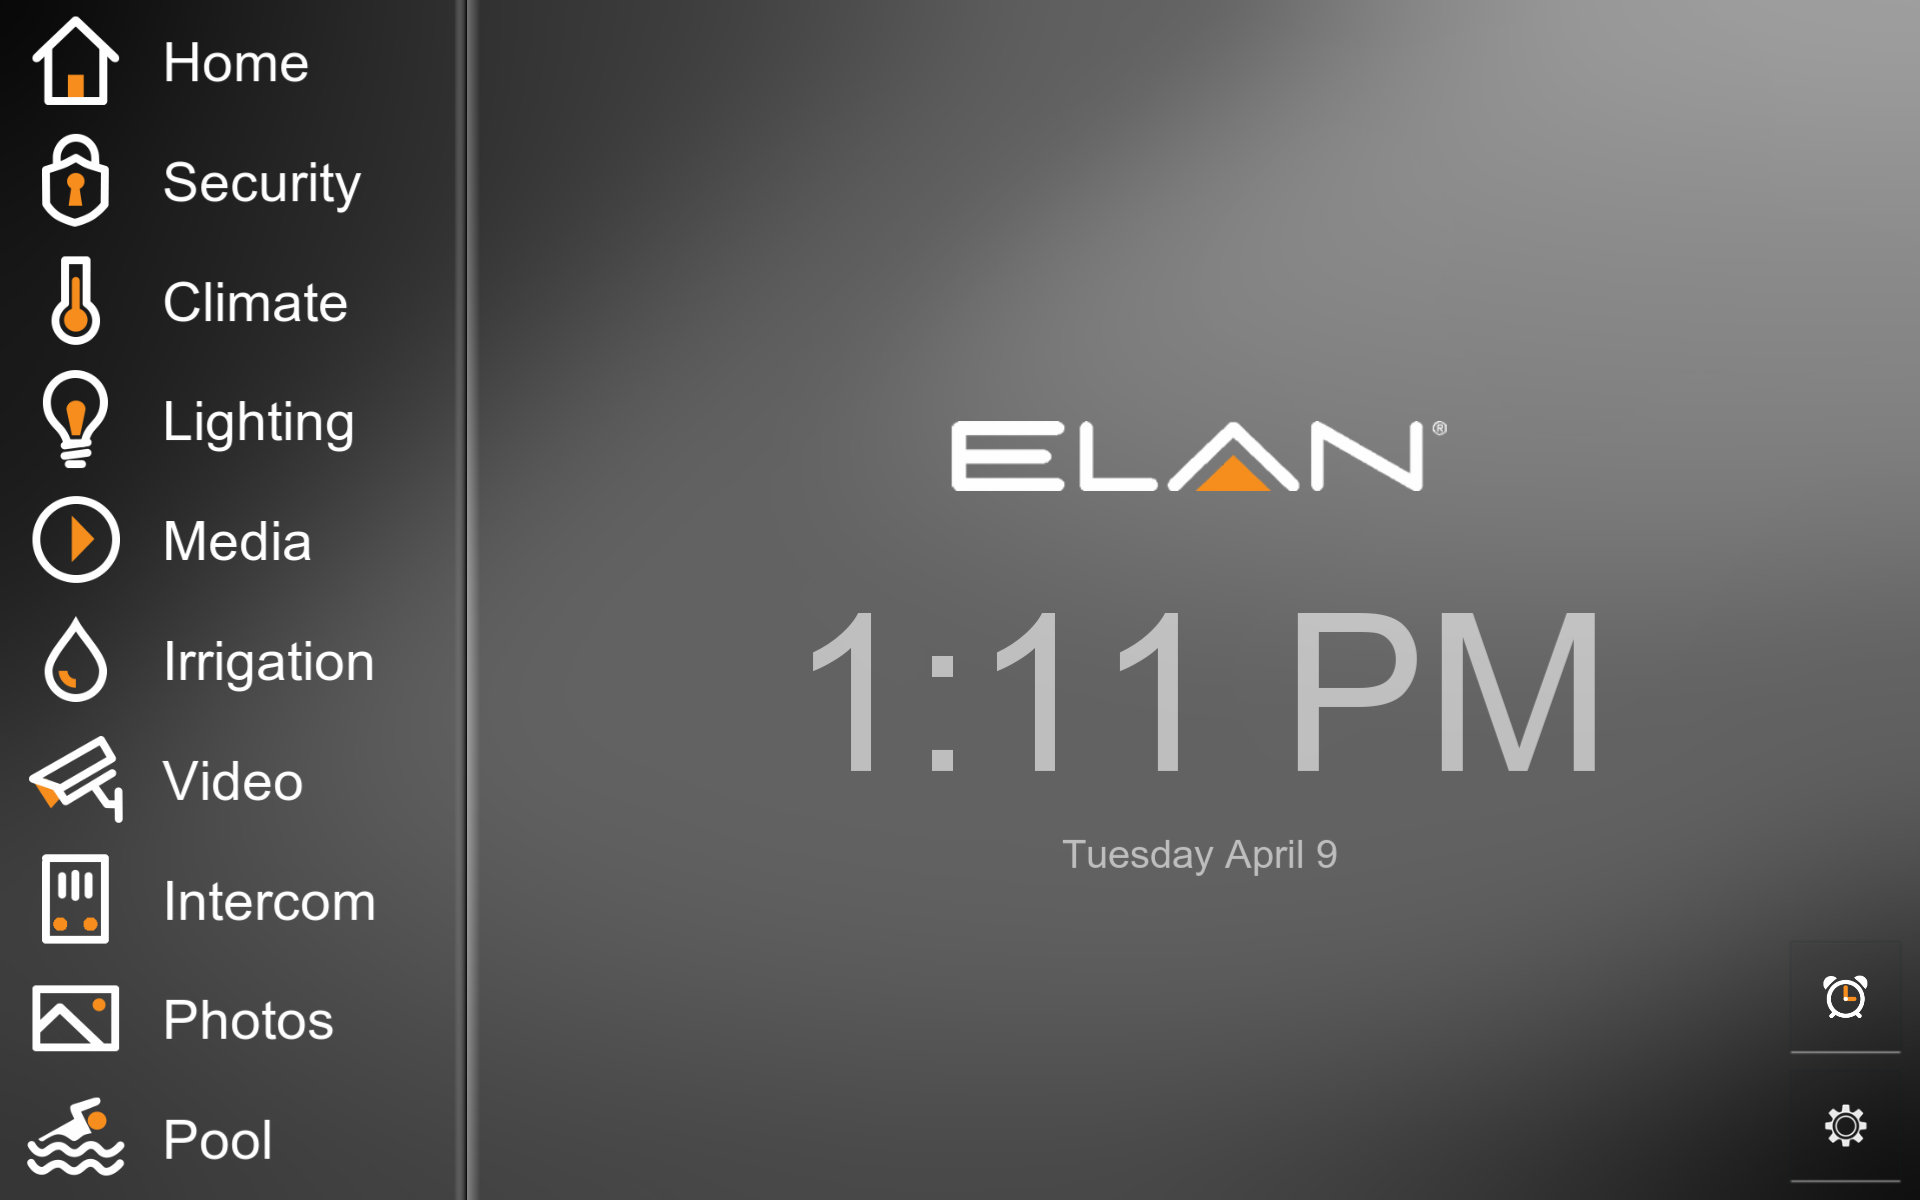 Home
Security
Climate
Lighting
Media
Irrigation
Video
Intercom
Photos
Pool
ELAN®
1:11 PM
Tuesday April 9